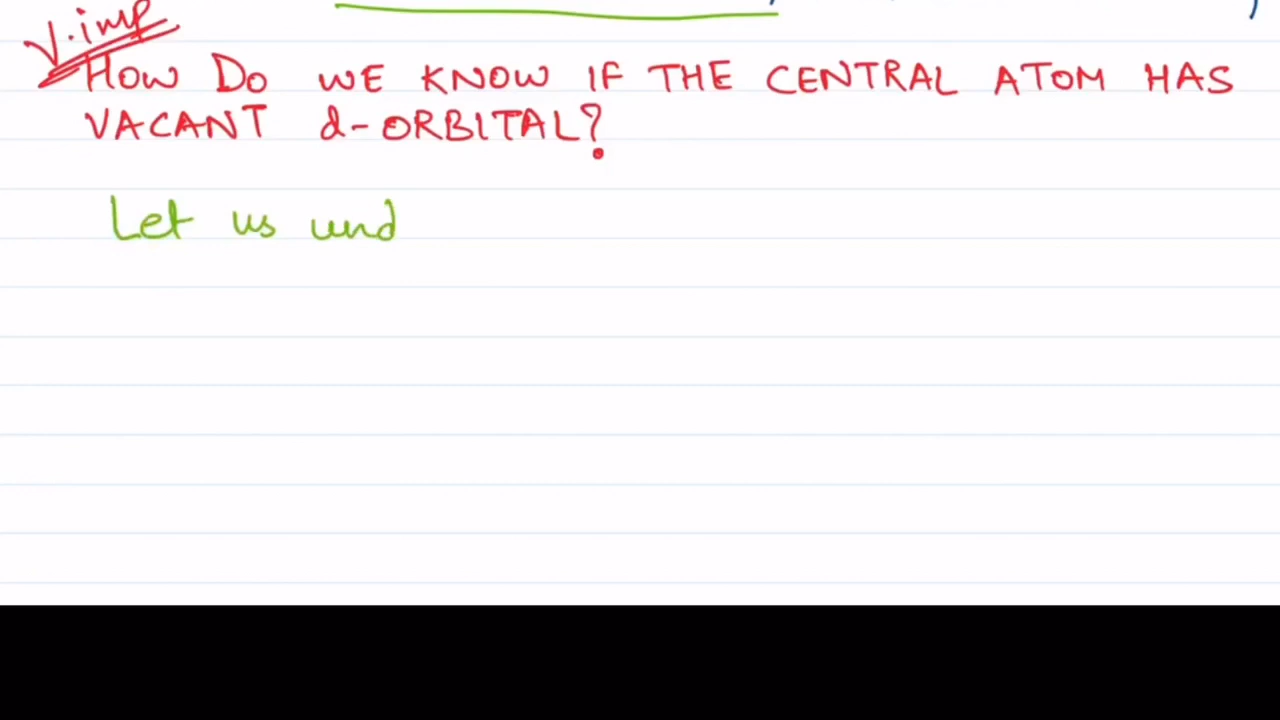 V.imp
HOW DO WE KNOW IF THE CENTRAL ATOM HAS
VACANT d-ORBITAL?
Let us und